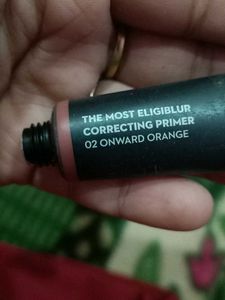 THE MOST ELIGIBLUR
CORRECTING PRIMER
02 ONWARD ORANGE